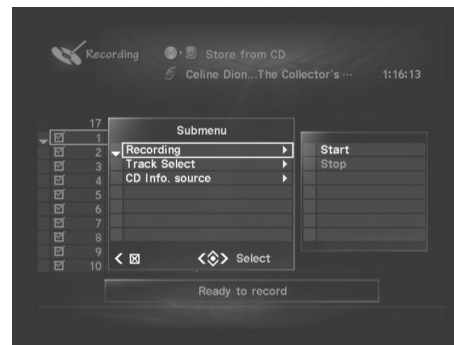 Recording
Store from CD
Celine Dion...The Collector's ··· 1:16:13
17
1
2
3
4
5
6
7
8
9
10
Submenu
Recording
Track Select
CD Info. source
Select
Start
Stop
Ready to record